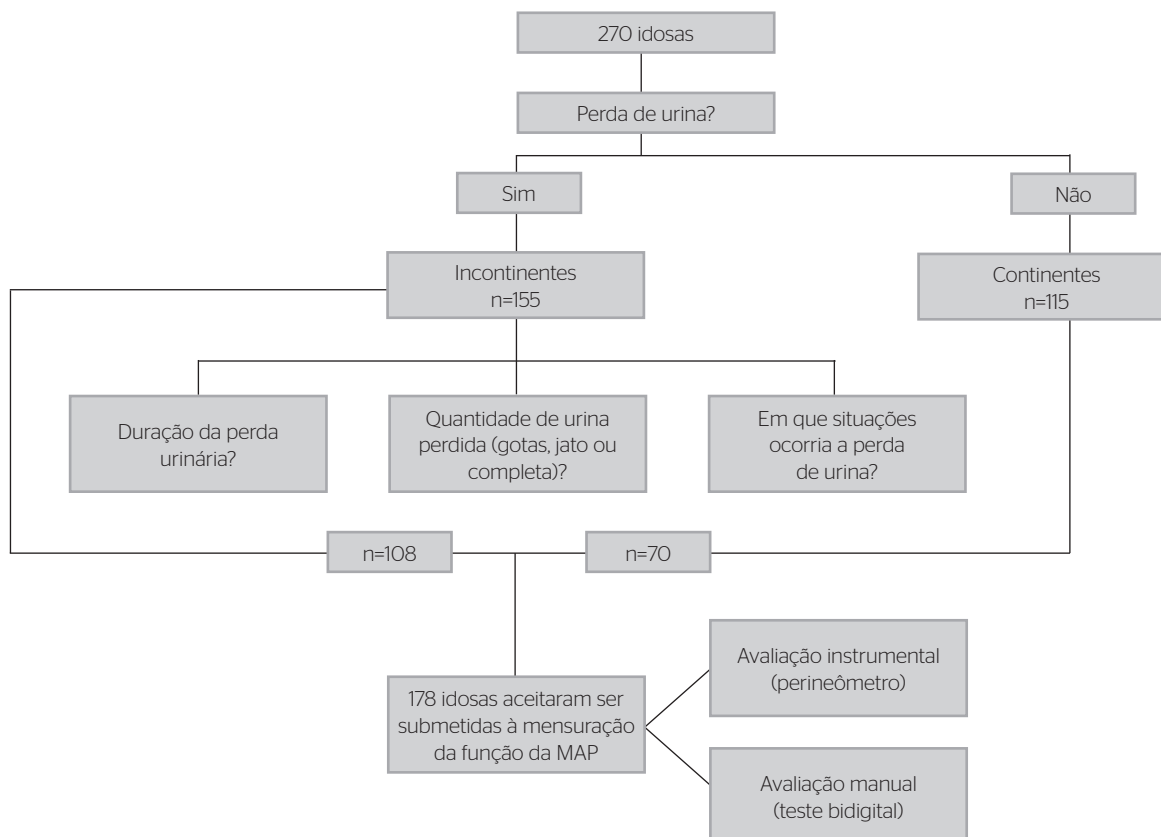 270 idosas
Perda de urina?
Sim
Não
Incontinentes
n=155
Continentes
n=115
Duração da perda
urinária?
Quantidade de urina
perdida (gotas, jato ou
completa)?
Em que situações
ocorria a perda
de urina?
n=108
n=70
178 idosas aceitaram ser
submetidas à mensuração
da função da MAP
Avaliação instrumental
(perineômetro)
Avaliação manual
(teste bidigital)